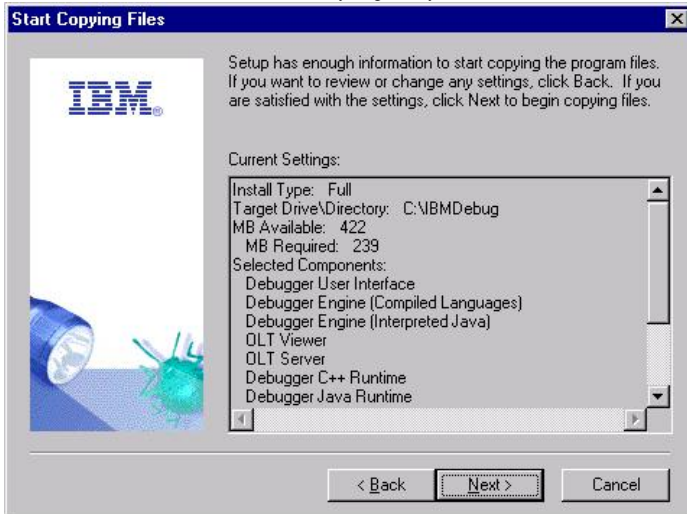 Start Copying Files
IBM®
Setup has enough information to start copying the program files.
If you want to review or change any settings, click Back. If you
are satisfied with the settings, click Next to begin copying files.
Current Settings:
Install Type: Full
Target Drive\Directory: C:\IBMDebug
MB Available: 422
MB Required: 239
Selected Components:
Debugger User Interface
Debugger Engine (Compiled Languages)
Debugger Engine (Interpreted Java)
OLT Viewer
OLT Server
Debugger C++ Runtime
Debugger Java Runtime
< Back
Next >
Cancel